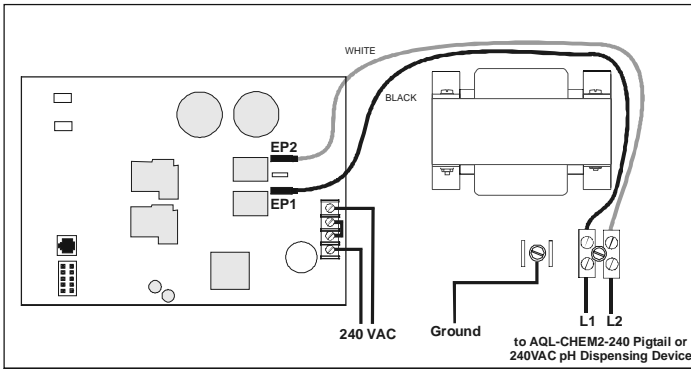 WHITE
BLACK
EP2
EP1
240 VAC
Ground
L1 L2
to AQL-CHEM2-240 Pigtail or
240VAC pH Dispensing Device